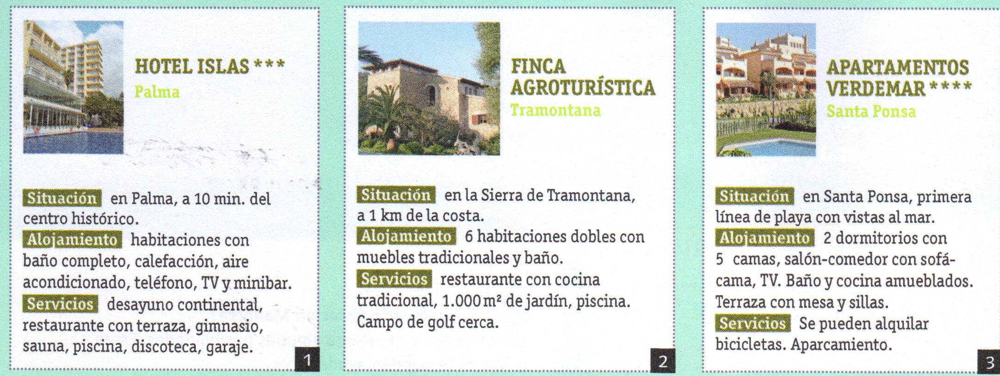 HOTEL ISLAS ***
Palma
Situación en Palma, a 10 min. del
centro histórico.
Alojamiento habitaciones con
baño completo, calefacción, aire
acondicionado, teléfono, TV y minibar.
Servicios desayuno continental,
restaurante con terraza, gimnasio,
sauna, piscina, discoteca, garaje.
1
FINCA
AGROTURÍSTICA
Tramontana
Situación en la Sierra de Tramontana,
a 1 km de la costa.
Alojamiento 6 habitaciones dobles con
muebles tradicionales y baño.
Servicios restaurante con cocina
tradicional, 1.000 m² de jardín, piscina.
Campo de golf cerca.
2
APARTAMENTOS
VERDEMAR ****
Santa Ponsa
Situación en Santa Ponsa, primera
línea de playa con vistas al mar.
Alojamiento 2 dormitorios con
5 camas, salón-comedor con sofá-
cama, TV. Baño y cocina amueblados.
Terraza con mesa y sillas.
Servicios Se pueden alquilar
bicicletas. Aparcamiento.
3